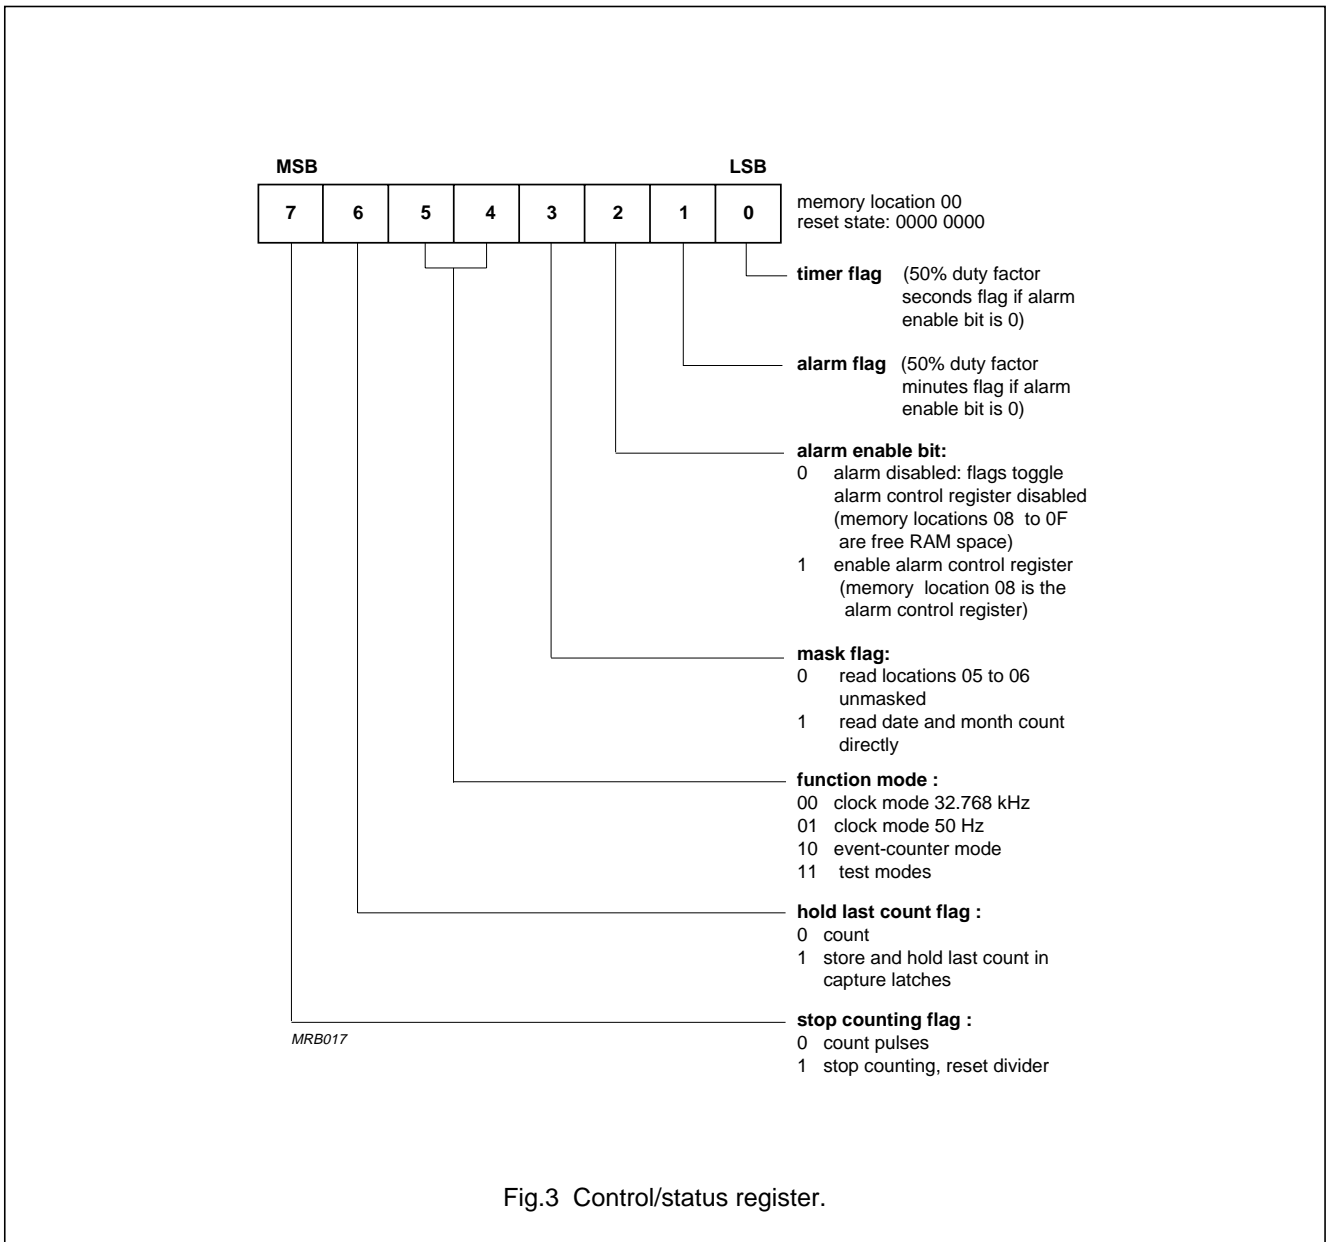 MSB LSB
7 6 5 4 3 2 1 0
memory location 00
reset state: 0000 0000
timer flag (50% duty factor
seconds flag if alarm
enable bit is 0)
alarm flag (50% duty factor
minutes flag if alarm
enable bit is 0)
alarm enable bit:
0 alarm disabled: flags toggle
alarm control register disabled
(memory locations 08 to 0F
are free RAM space)
1 enable alarm control register
(memory location 08 is the
alarm control register)
mask flag:
0 read locations 05 to 06
unmasked
1 read date and month count
directly
function mode :
00 clock mode 32.768 kHz
01 clock mode 50 Hz
10 event-counter mode
11 test modes
hold last count flag :
0 count
1 store and hold last count in
capture latches
stop counting flag :
0 count pulses
1 stop counting, reset divider
MRB017
Fig.3 Control/status register.